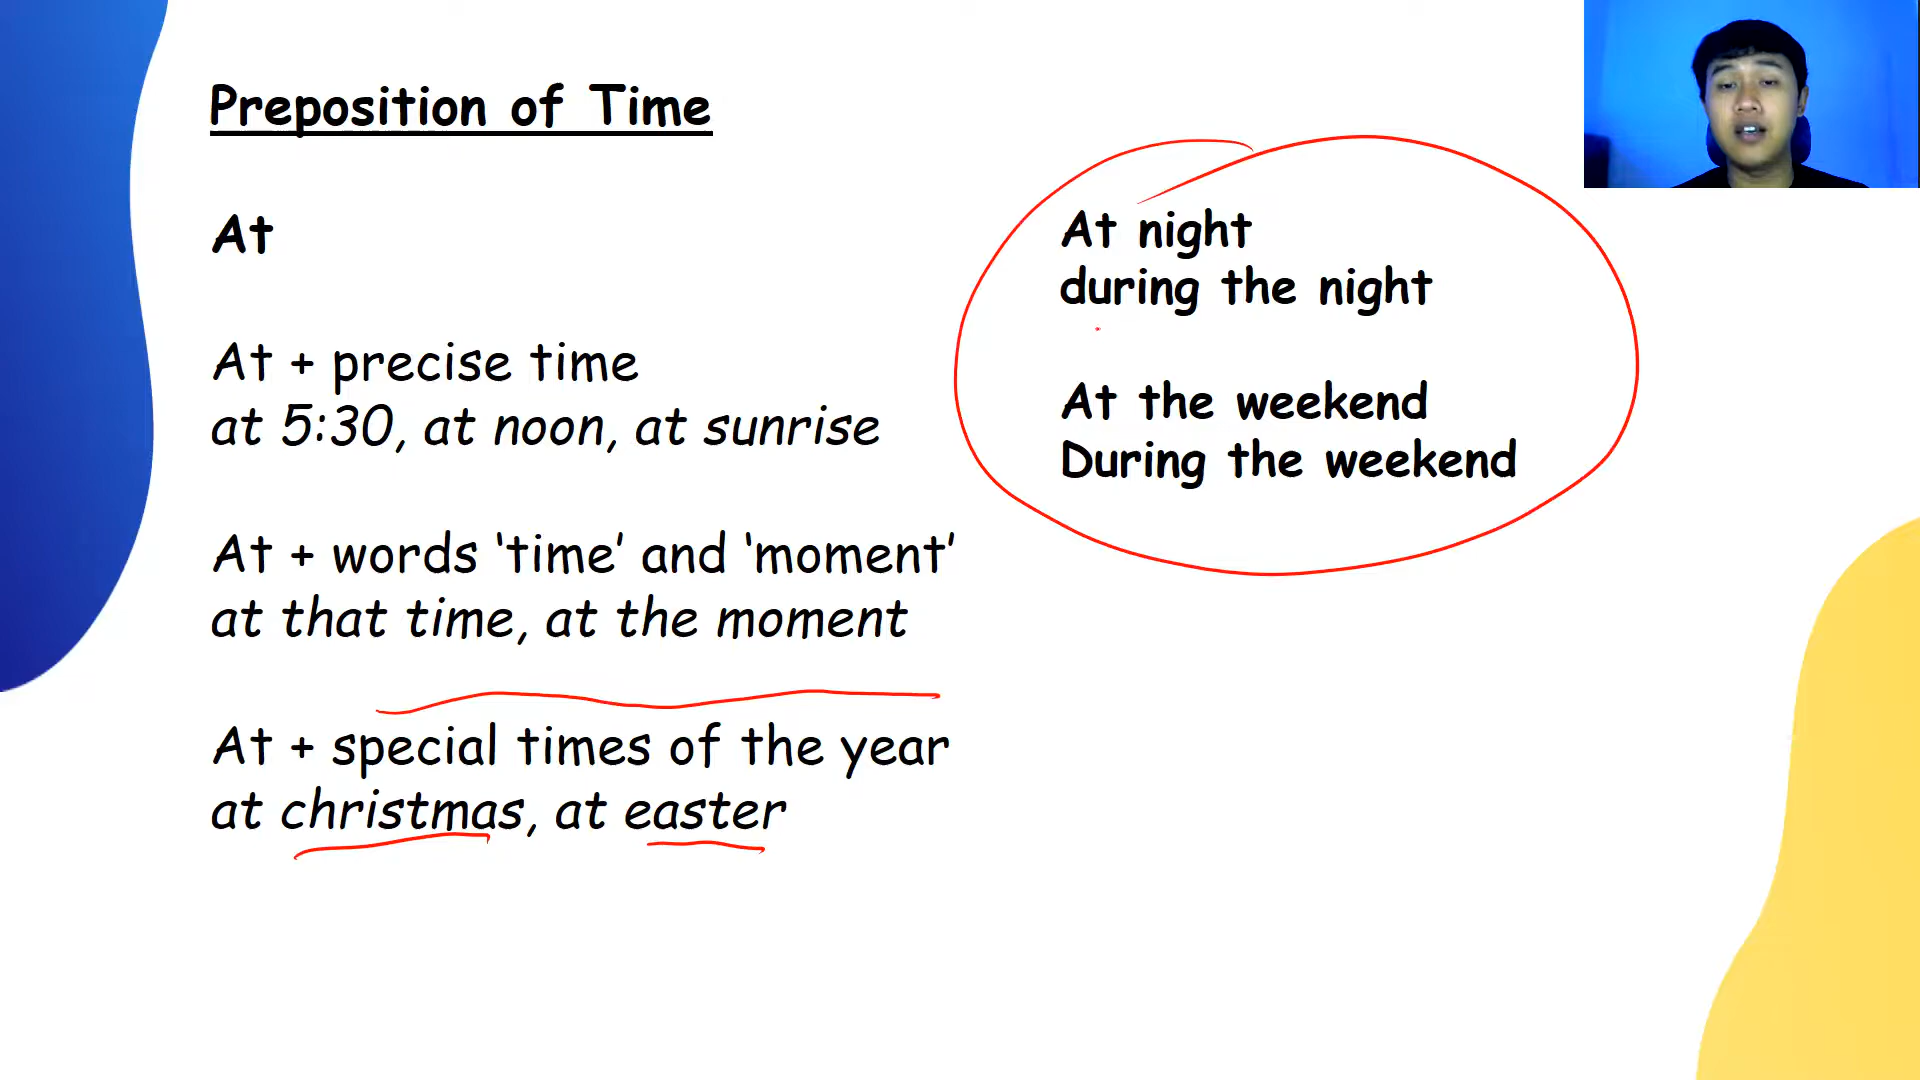 Preposition of Time
At
At + precise time
at 5:30, at noon, at sunrise
At + words ‘time’ and ‘moment’
at that time, at the moment
At + special times of the year
at christmas, at easter
At night
during the night
At the weekend
During the weekend